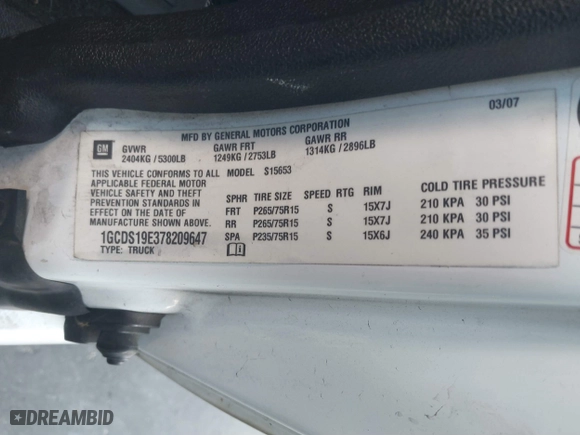 03/07
MFD BY GENERAL MOTORS CORPORATION
GM
GVWR GAWR FRT GAWR RR
2404KG / 5300LB 1249KG / 2753LB 1314KG / 2896LB
THIS VEHICLE CONFORMS TO ALL MODEL S15653
APPLICABLE FEDERAL MOTOR
VEHICLE SAFETY AND THEFT
PREVENTION STANDARDS IN
EFFECT ON THE DATE OF
MANUFACTURE SHOWN ABOVE.
1GCDS19E378209647
TYPE: TRUCK
SPHR TIRE SIZE SPEED RTG RIM COLD TIRE PRESSURE
FRT P265/75R15 S 15X7J 210 KPA 30 PSI
RR P265/75R15 S 15X7J 210 KPA 30 PSI
SPA P235/75R15 S 15X6J 240 KPA 35 PSI
DREAMBID